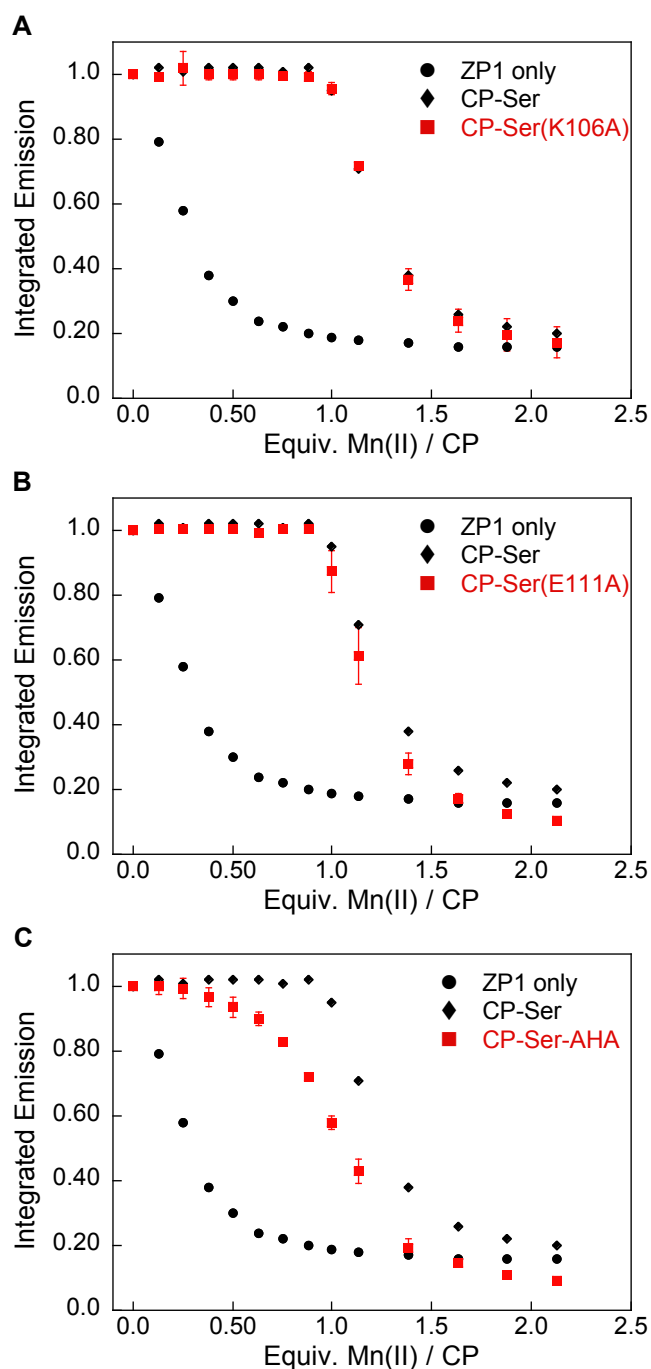 A
ZP1 only
CP-Ser
CP-Ser(K106A)
1.0
0.80
0.60
0.40
0.20
0.0
Integrated Emission
0.0 0.50 1.0 1.5 2.0 2.5
Equiv. Mn(II) / CP
B
ZP1 only
CP-Ser
CP-Ser(E111A)
1.0
0.80
0.60
0.40
0.20
0.0
Integrated Emission
0.0 0.50 1.0 1.5 2.0 2.5
Equiv. Mn(II) / CP
C
ZP1 only
CP-Ser
CP-Ser-AHA
1.0
0.80
0.60
0.40
0.20
0.0
Integrated Emission
0.0 0.50 1.0 1.5 2.0 2.5
Equiv. Mn(II) / CP